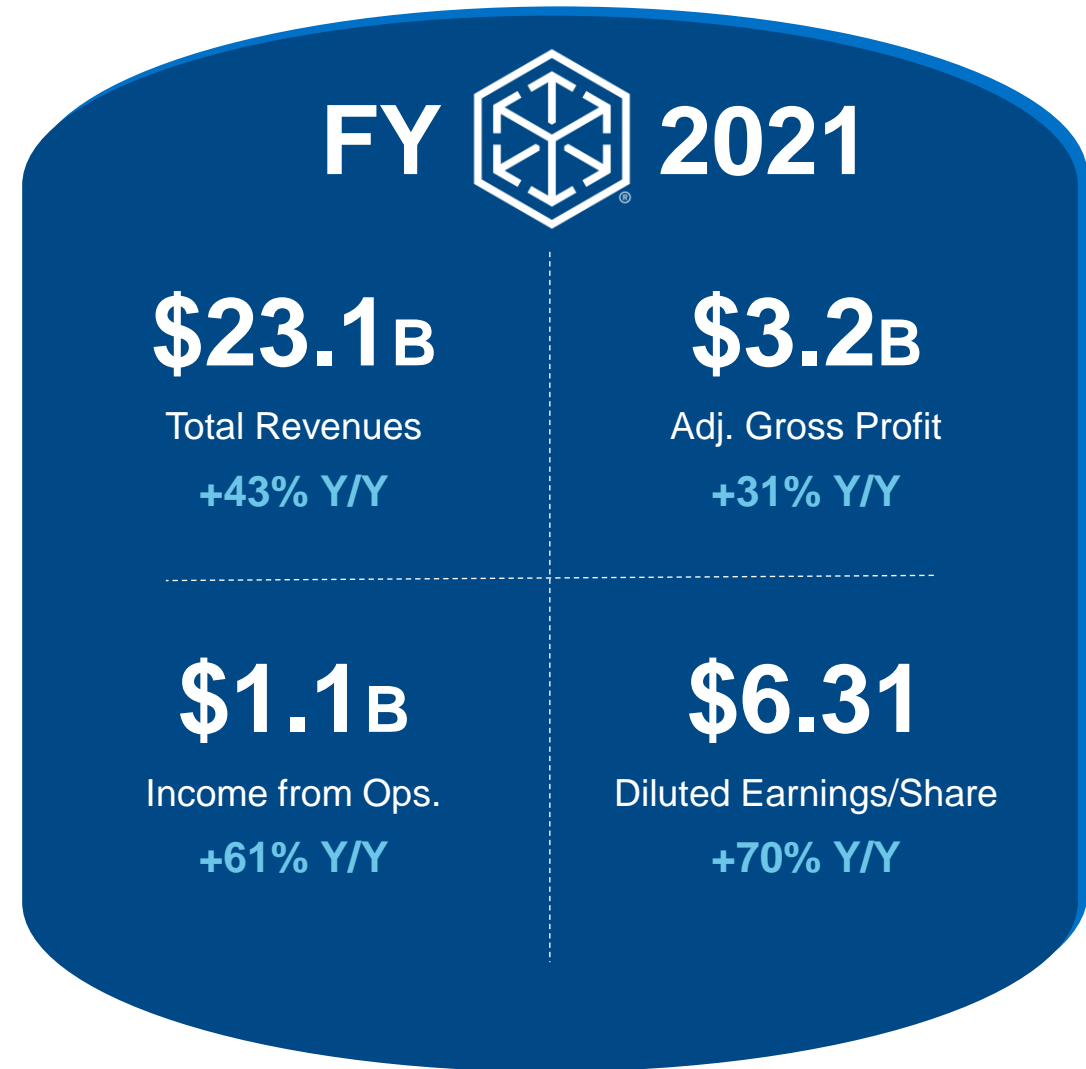 FY 2021
®
$23.1B
Total Revenues
+43% Y/Y
$3.2B
Adj. Gross Profit
+31% Y/Y
$1.1B
Income from Ops.
+61% Y/Y
$6.31
Diluted Earnings/Share
+70% Y/Y